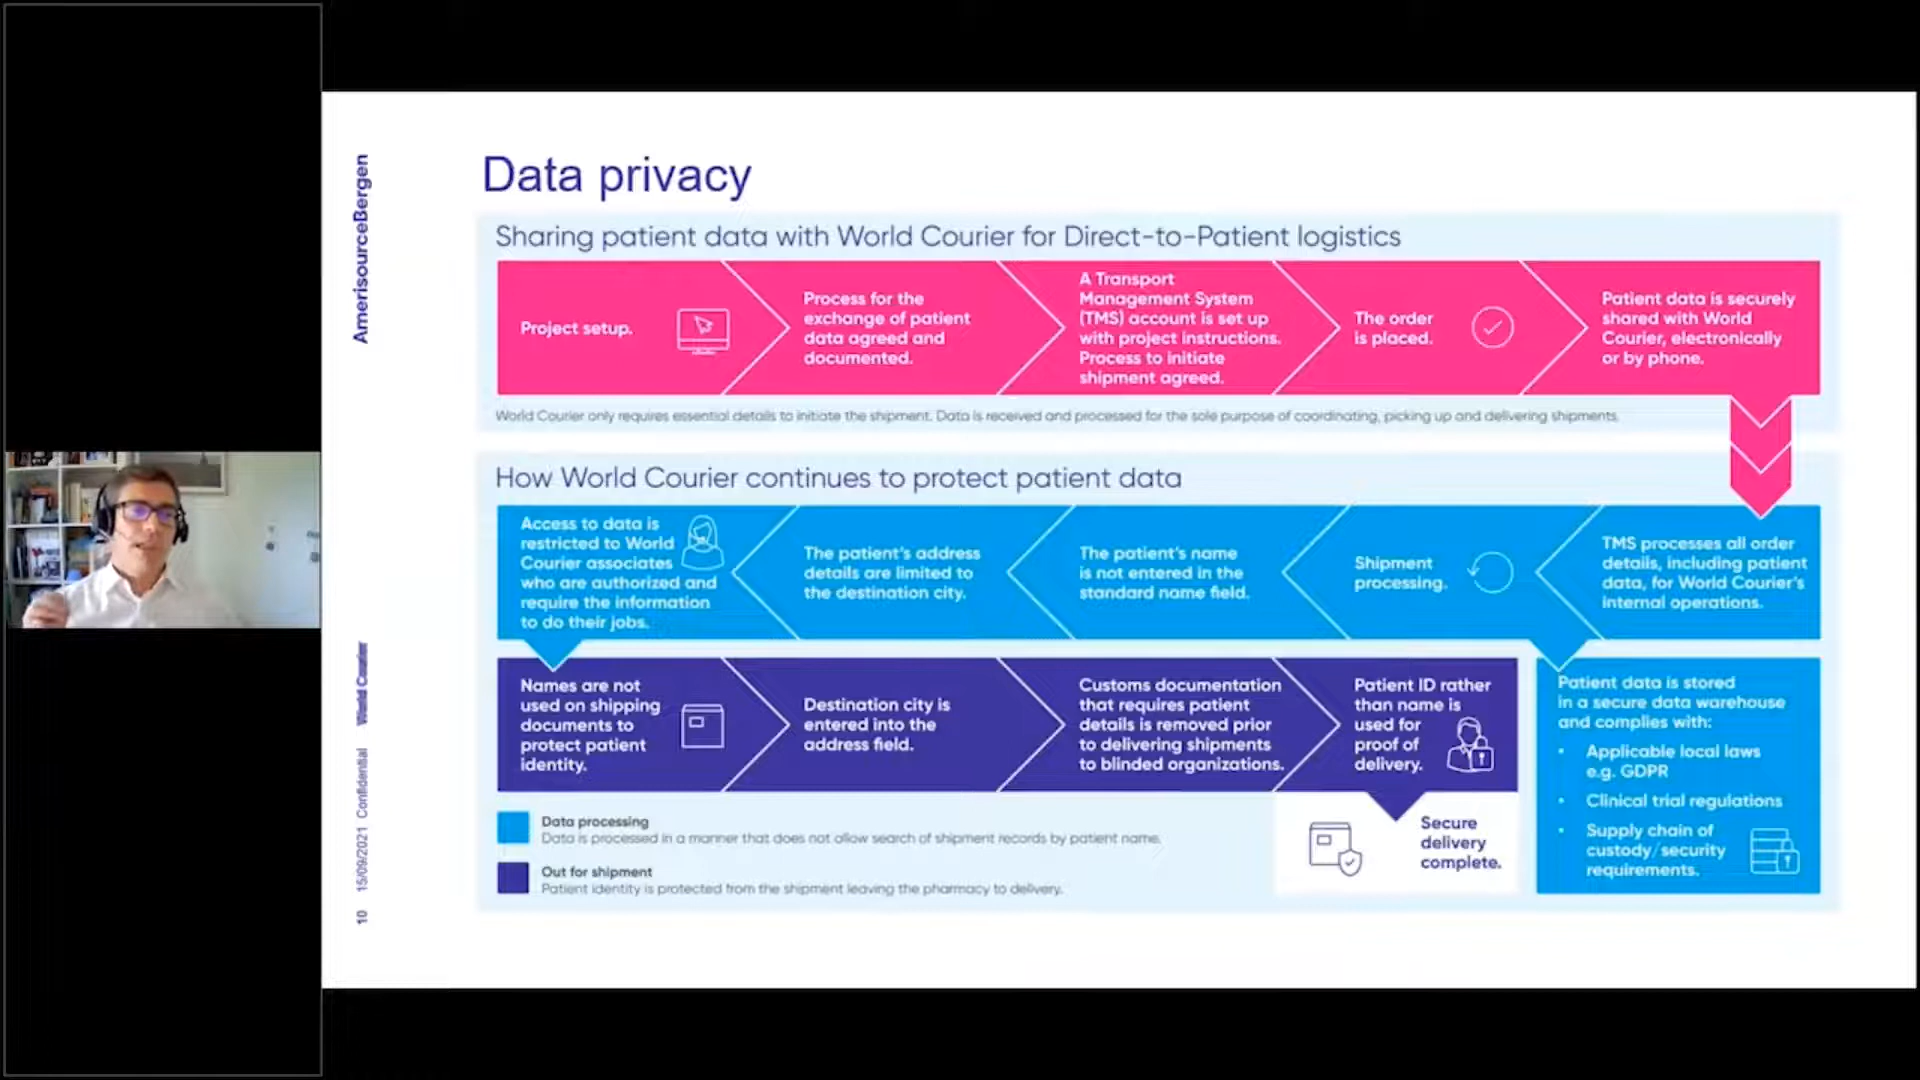 AmerisourceBergen
World Courier
10 15/09/2021 Confidential
Data privacy
Sharing patient data with World Courier for Direct-to-Patient logistics
Project setup.
Process for the
exchange of patient
data agreed and
documented.
A Transport
Management System
(TMS) account is set up
with project instructions.
Process to initiate
shipment agreed.
The order
is placed.
Patient data is securely
shared with World
Courier, electronically
or by phone.
World Courier only requires essential details to initiate the shipment. Data is received and processed for the sole purpose of coordinating, picking up and delivering shipments.
How World Courier continues to protect patient data
TMS processes all order
details, including patient
data, for World Courier's
internal operations.
Shipment
processing.
The patient's name
is not entered in the
standard name field.
The patient's address
details are limited to
the destination city.
Access to data is
restricted to World
Courier associates
who are authorized and
require the information
to do their jobs.
Names are not
used on shipping
documents to
protect patient
identity.
Destination city is
entered into the
address field.
Customs documentation
that requires patient
details is removed prior
to delivering shipments
to blinded organizations.
Patient ID rather
than name is
used for
proof of
delivery.
Secure
delivery
complete.
Patient data is stored
in a secure data warehouse
and complies with:
• Applicable local laws
e.g. GDPR
• Clinical trial regulations
• Supply chain of
custody/security
requirements.
Data processing
Data is processed in a manner that does not allow search of shipment records by patient name.
Out for shipment
Patient identity is protected from the shipment leaving the pharmacy to delivery.